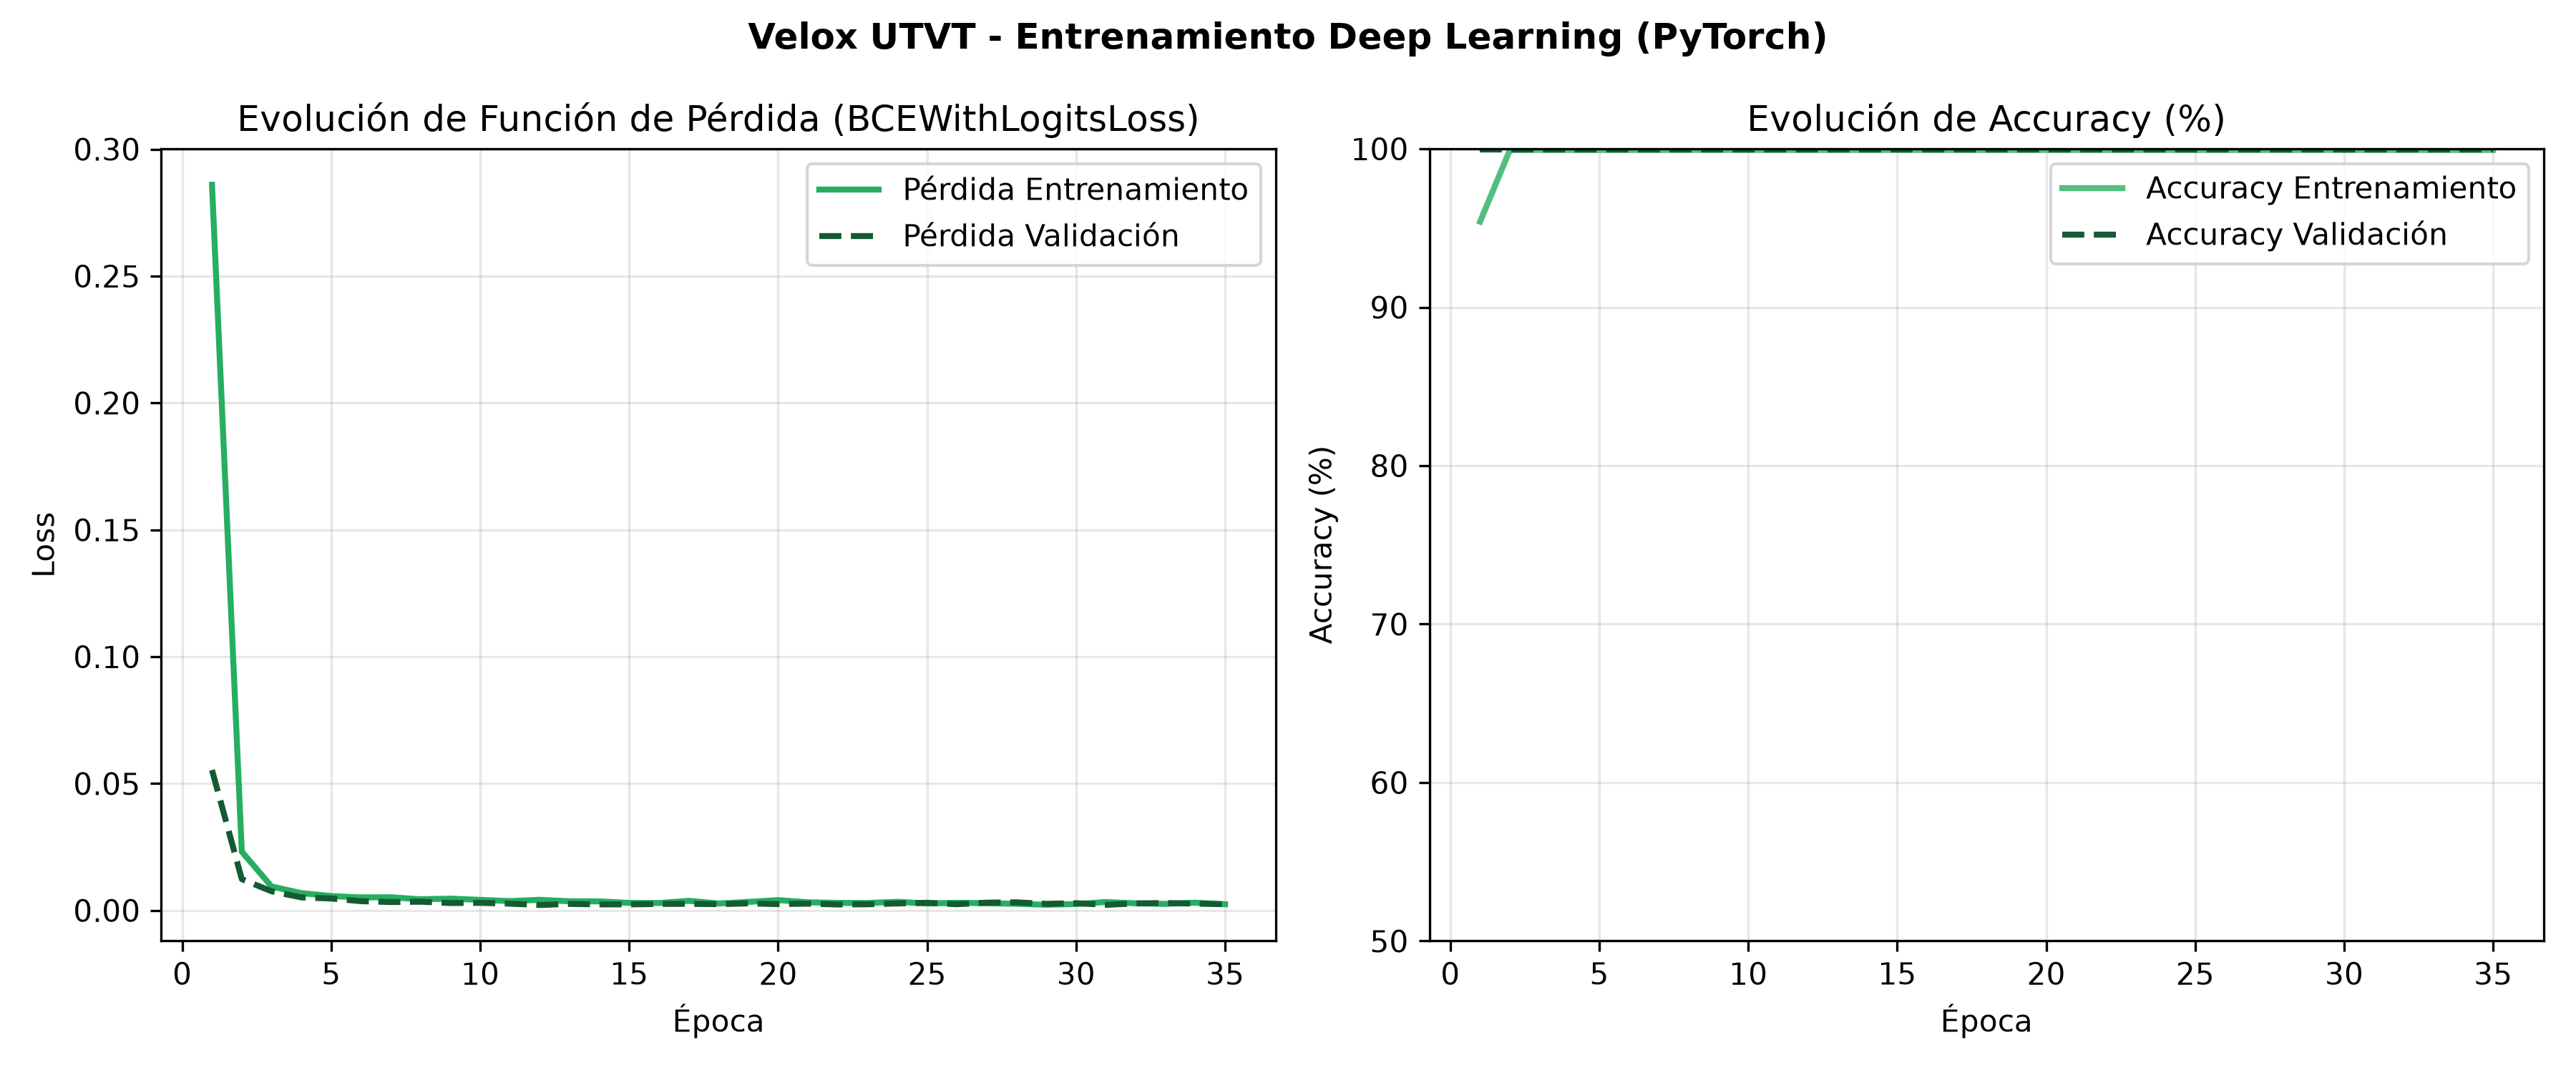 Velox UTVT - Entrenamiento Deep Learning (PyTorch)
Evolución de Función de Pérdida (BCEWithLogitsLoss)
Pérdida Entrenamiento
Pérdida Validación
0.30
0.25
0.20
0.15
0.10
0.05
0.00
Loss
0 5 10 15 20 25 30 35
Época
Evolución de Accuracy (%)
Accuracy Entrenamiento
Accuracy Validación
100
90
80
70
60
50
Accuracy (%)
0 5 10 15 20 25 30 35
Época